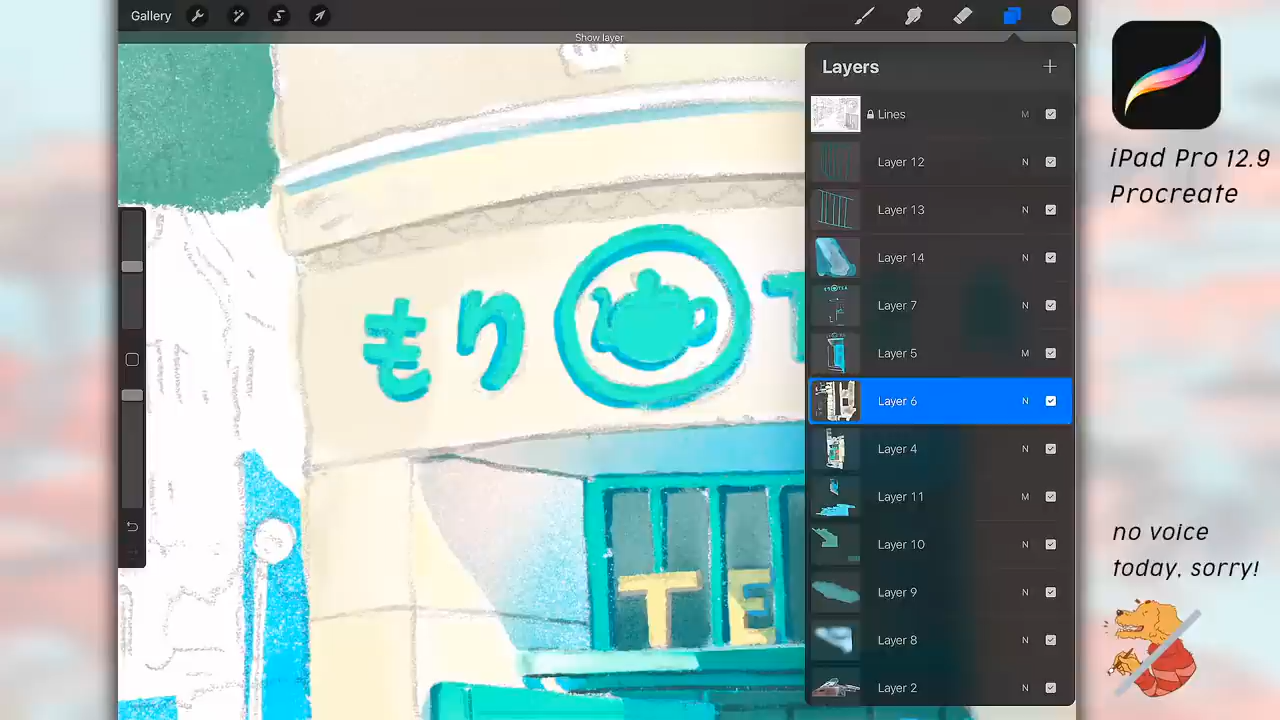 Gallery
Show layer
Layers
Lines M
Layer 12 N
Layer 13 N
Layer 14 N
Layer 7 N
Layer 5 M
Layer 6 N
Layer 4 N
Layer 11 M
Layer 10 N
Layer 9 N
Layer 8 N
Layer 2 N
もり T
T E
iPad Pro 12.9
Procreate
no voice
today, sorry!